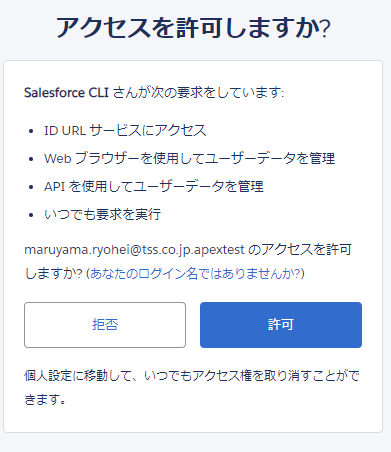 アクセスを許可しますか?
Salesforce CLI さんが次の要求をしています:
• ID URL サービスにアクセス
• Web ブラウザーを使用してユーザーデータを管理
• API を使用してユーザーデータを管理
• いつでも要求を実行
maruyama.ryohei@tss.co.jp.apextest のアクセスを許可
しますか? (あなたのログイン名ではありませんか?)
拒否
許可
個人設定に移動して、いつでもアクセス権を取り消すことがで
きます。